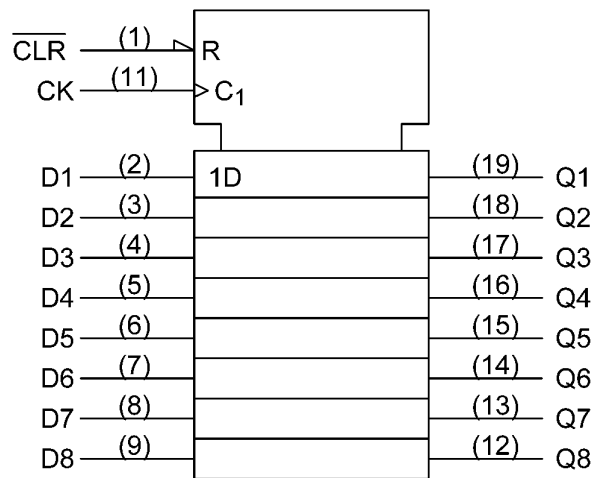 C̅L̅R̅ (1) R
CK (11) C1
D1 (2) 1D (19) Q1
D2 (3) (18) Q2
D3 (4) (17) Q3
D4 (5) (16) Q4
D5 (6) (15) Q5
D6 (7) (14) Q6
D7 (8) (13) Q7
D8 (9) (12) Q8